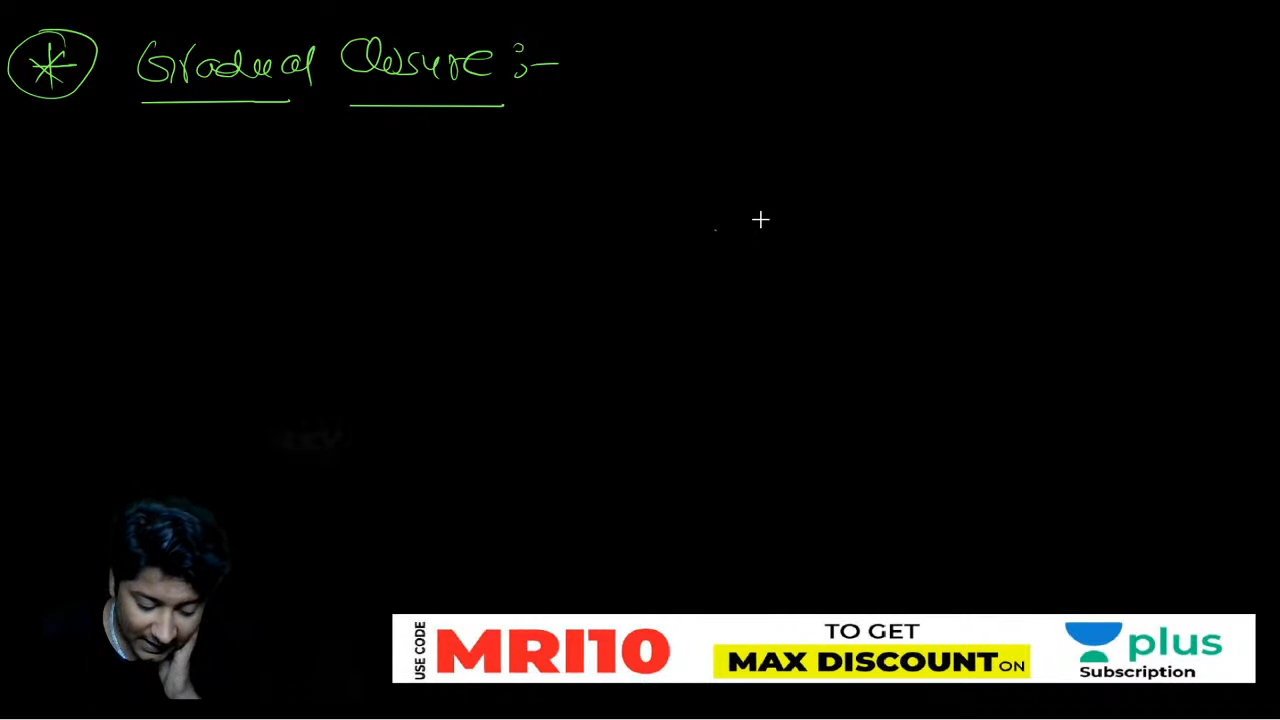 * Gradual Closure :-
USE CODE MRI10
TO GET
MAX DISCOUNT ON
plus
Subscription